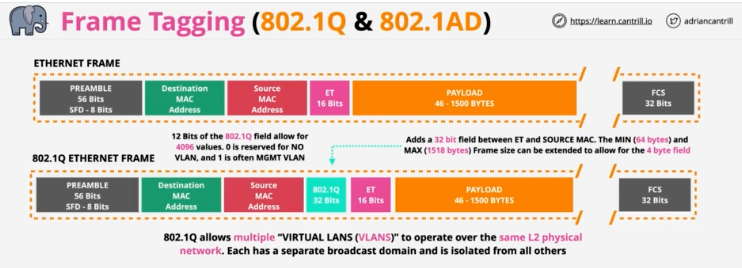 Frame Tagging (802.1Q & 802.1AD)
https://learn.cantrill.io
adriancantrill
ETHERNET FRAME
PREAMBLE
56 Bits
SFD - 8 Bits
Destination
MAC
Address
Source
MAC
Address
ET
16 Bits
PAYLOAD
46 - 1500 BYTES
FCS
32 Bits
12 Bits of the 802.1Q field allow for
4096 values. 0 is reserved for NO
VLAN, and 1 is often MGMT VLAN
Adds a 32 bit field between ET and SOURCE MAC. The MIN (64 bytes) and
MAX (1518 bytes) Frame size can be extended to allow for the 4 byte field
802.1Q ETHERNET FRAME
PREAMBLE
56 Bits
SFD - 8 Bits
Destination
MAC
Address
Source
MAC
Address
802.1Q
32 Bits
ET
16 Bits
PAYLOAD
46 - 1500 BYTES
FCS
32 Bits
802.1Q allows multiple "VIRTUAL LANS (VLANS)" to operate over the same L2 physical
network. Each has a separate broadcast domain and is isolated from all others